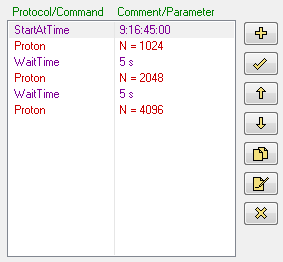 Protocol/Command Comment/Parameter
StartAtTime 9:16:45:00
Proton N = 1024
WaitTime 5 s
Proton N = 2048
WaitTime 5 s
Proton N = 4096